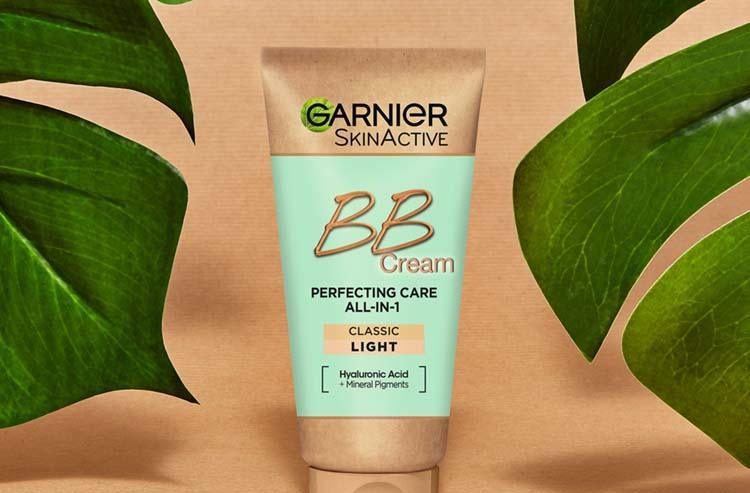 GARNIER
SKINACTIVE
BB
Cream
PERFECTING CARE
ALL-IN-1
CLASSIC
LIGHT
Hyaluronic Acid
+ Mineral Pigments